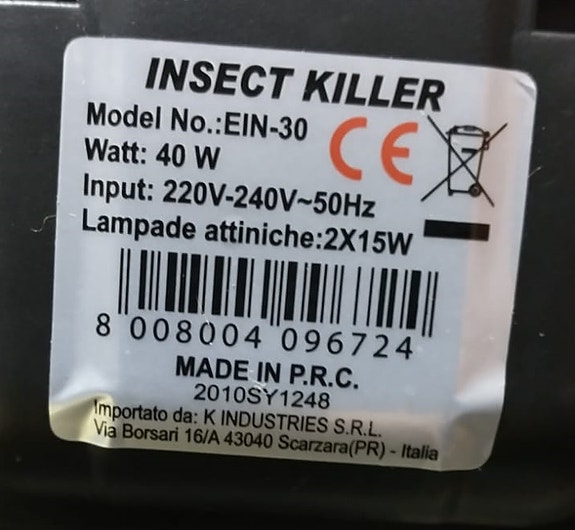 INSECT KILLER
Model No.:EIN-30
CE
Watt: 40 W
Input: 220V-240V~50Hz
Lampade attiniche:2X15W
8 008004 096724
MADE IN P.R.C.
2010SY1248
Importato da: K INDUSTRIES S.R.L.
Via Borsari 16/A 43040 Scarzara(PR) - Italia